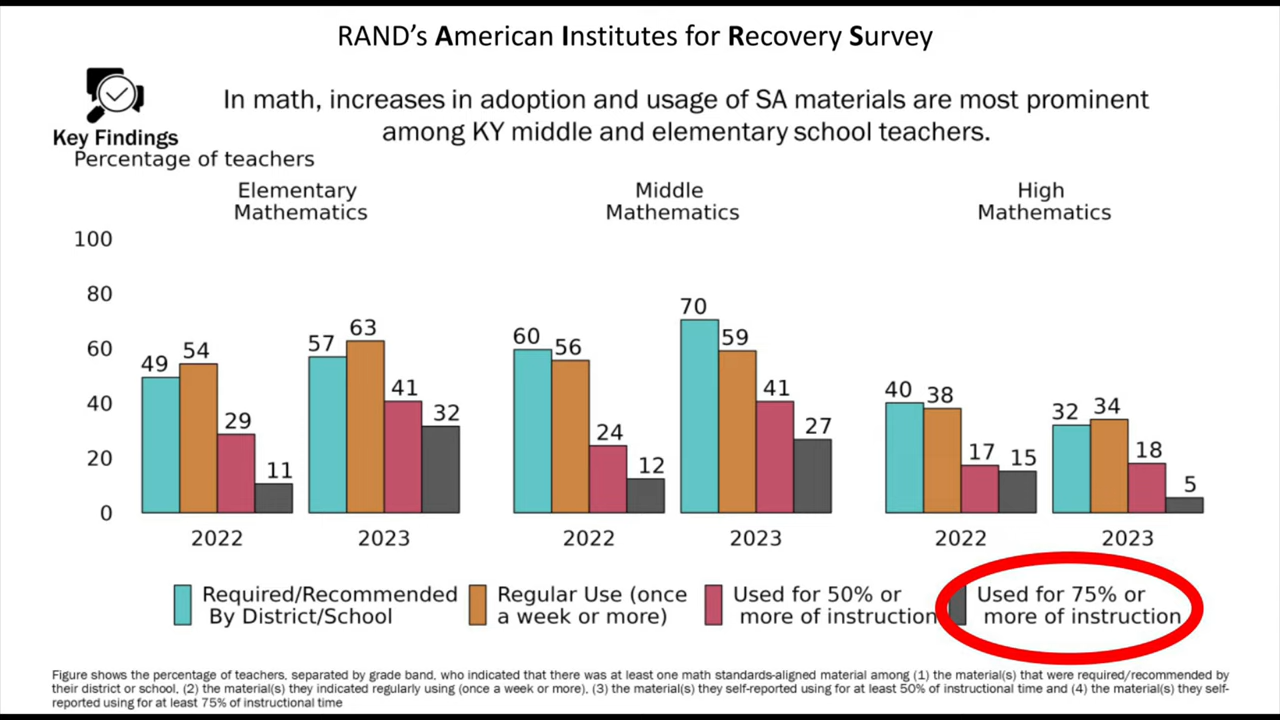 RAND’s American Institutes for Recovery Survey
In math, increases in adoption and usage of SA materials are most prominent
among KY middle and elementary school teachers.
Key Findings
Percentage of teachers
Elementary
Mathematics
Middle
Mathematics
High
Mathematics
100
80
60
40
20
0
49 54 29 11
57 63 41 32
60 56 24 12
70 59 41 27
40 38 17 15
32 34 18 5
2022 2023 2022 2023 2022 2023
Required/Recommended
By District/School
Regular Use (once
a week or more)
Used for 50% or
more of instruction
Used for 75% or
more of instruction
Figure shows the percentage of teachers, separated by grade band, who indicated that there was at least one math standards-aligned material among (1) the material(s) that were required/recommended by
their district or school, (2) the material(s) they indicated regularly using (once a week or more), (3) the material(s) they self-reported using for at least 50% of instructional time and (4) the material(s) they self-
reported using for at least 75% of instructional time